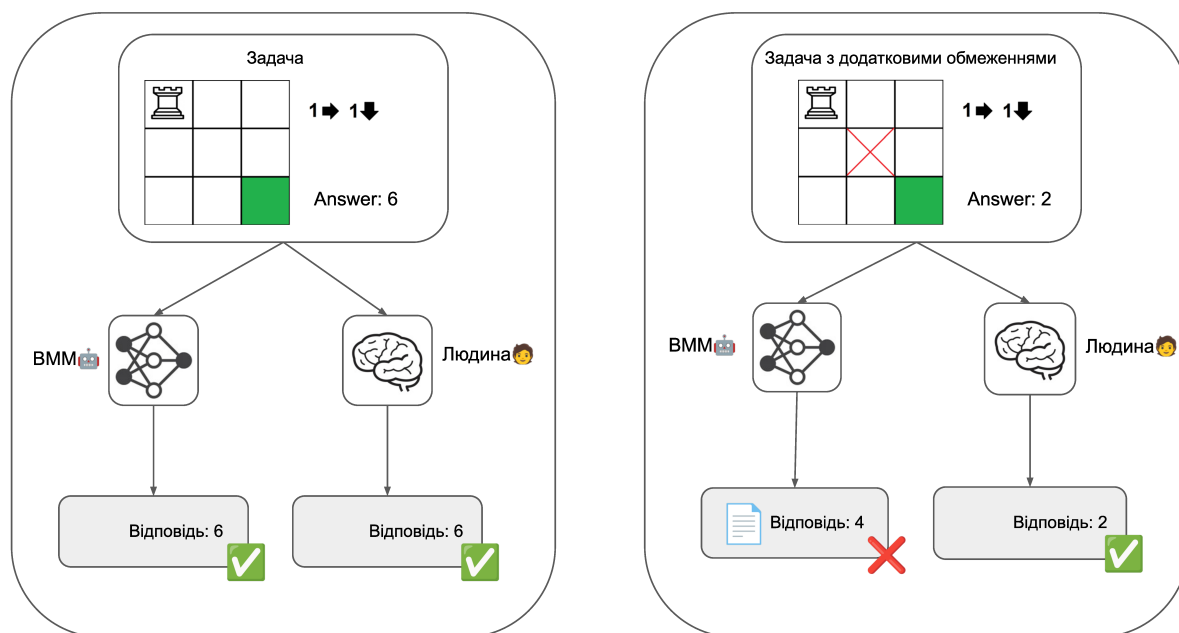 Задача
1➡ 1⬇
Answer: 6
ВММ🤖
Людина🧑
Відповідь: 6
Відповідь: 6
Задача з додатковими обмеженнями
1➡ 1⬇
Answer: 2
ВММ🤖
Людина🧑
Відповідь: 4
Відповідь: 2